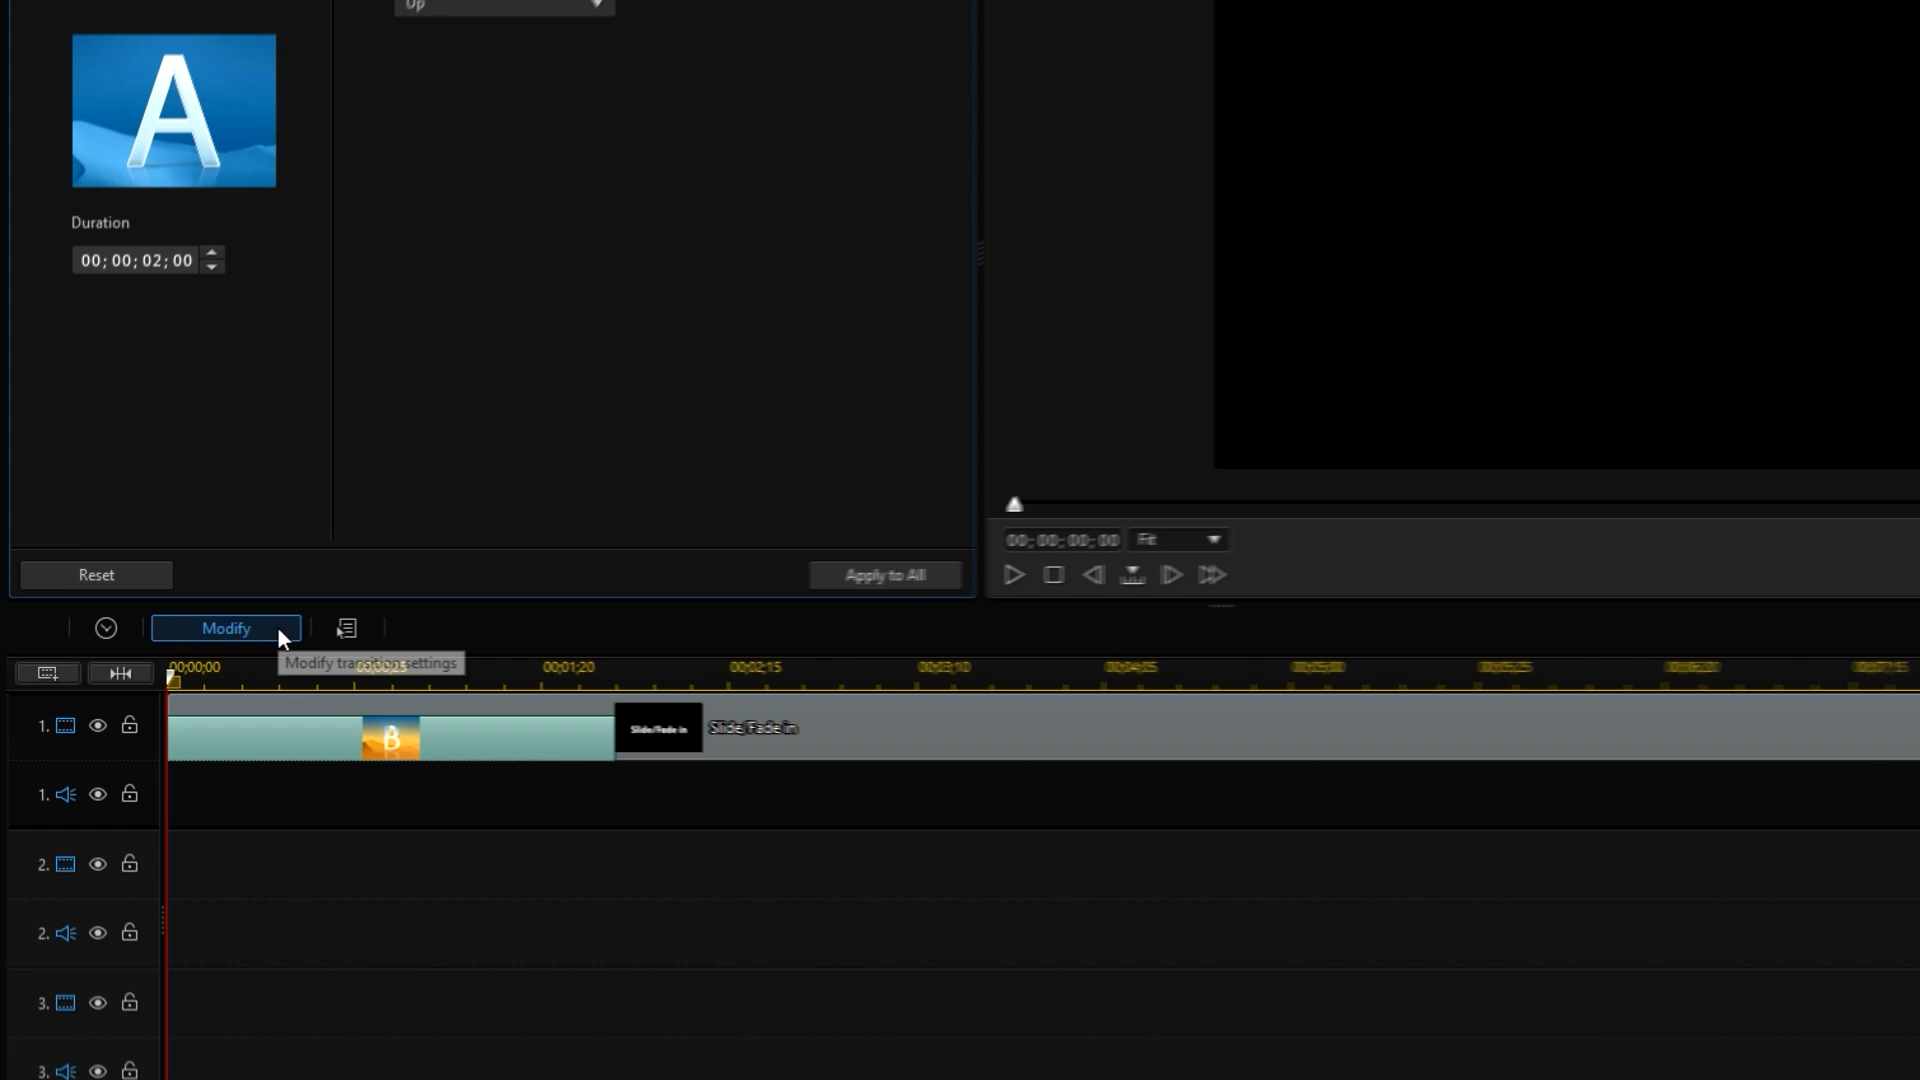 Up
A
Duration
00;00;02;00
00;00;00;00 Fit
Reset
Apply to All
Modify
Modify transition settings
00;00;00 00;01;20 00;02;15 00;03;10 00;04;05 00;05;00 00;05;25 00;06;20 00;07;15
1.
B
Slide/Fade in
Slide/Fade in
1.
2.
2.
3.
3.